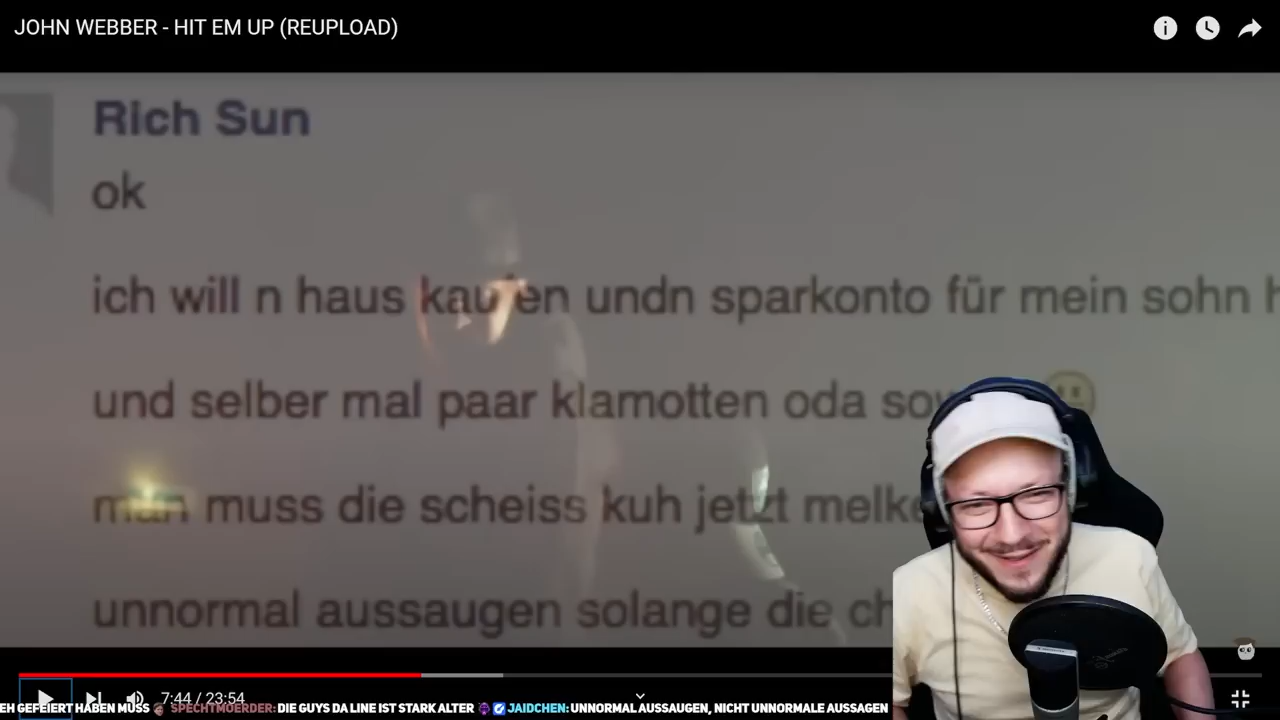 JOHN WEBBER - HIT EM UP (REUPLOAD)
Rich Sun
ok
ich will n haus kaufen undn sparkonto für mein sohn
und selber mal paar klamotten oda
man muss die scheiss kuh jetzt
unnormal aussaugen solange die
7:44 / 23:54
EH GEFEIERT HABEN MUSS SPECHTMOERDER: DIE GUYS DA LINE IST STARK ALTER JAIDCHEN: UNNORMAL AUSSAUGEN, NICHT UNNORMALE AUSSAGEN